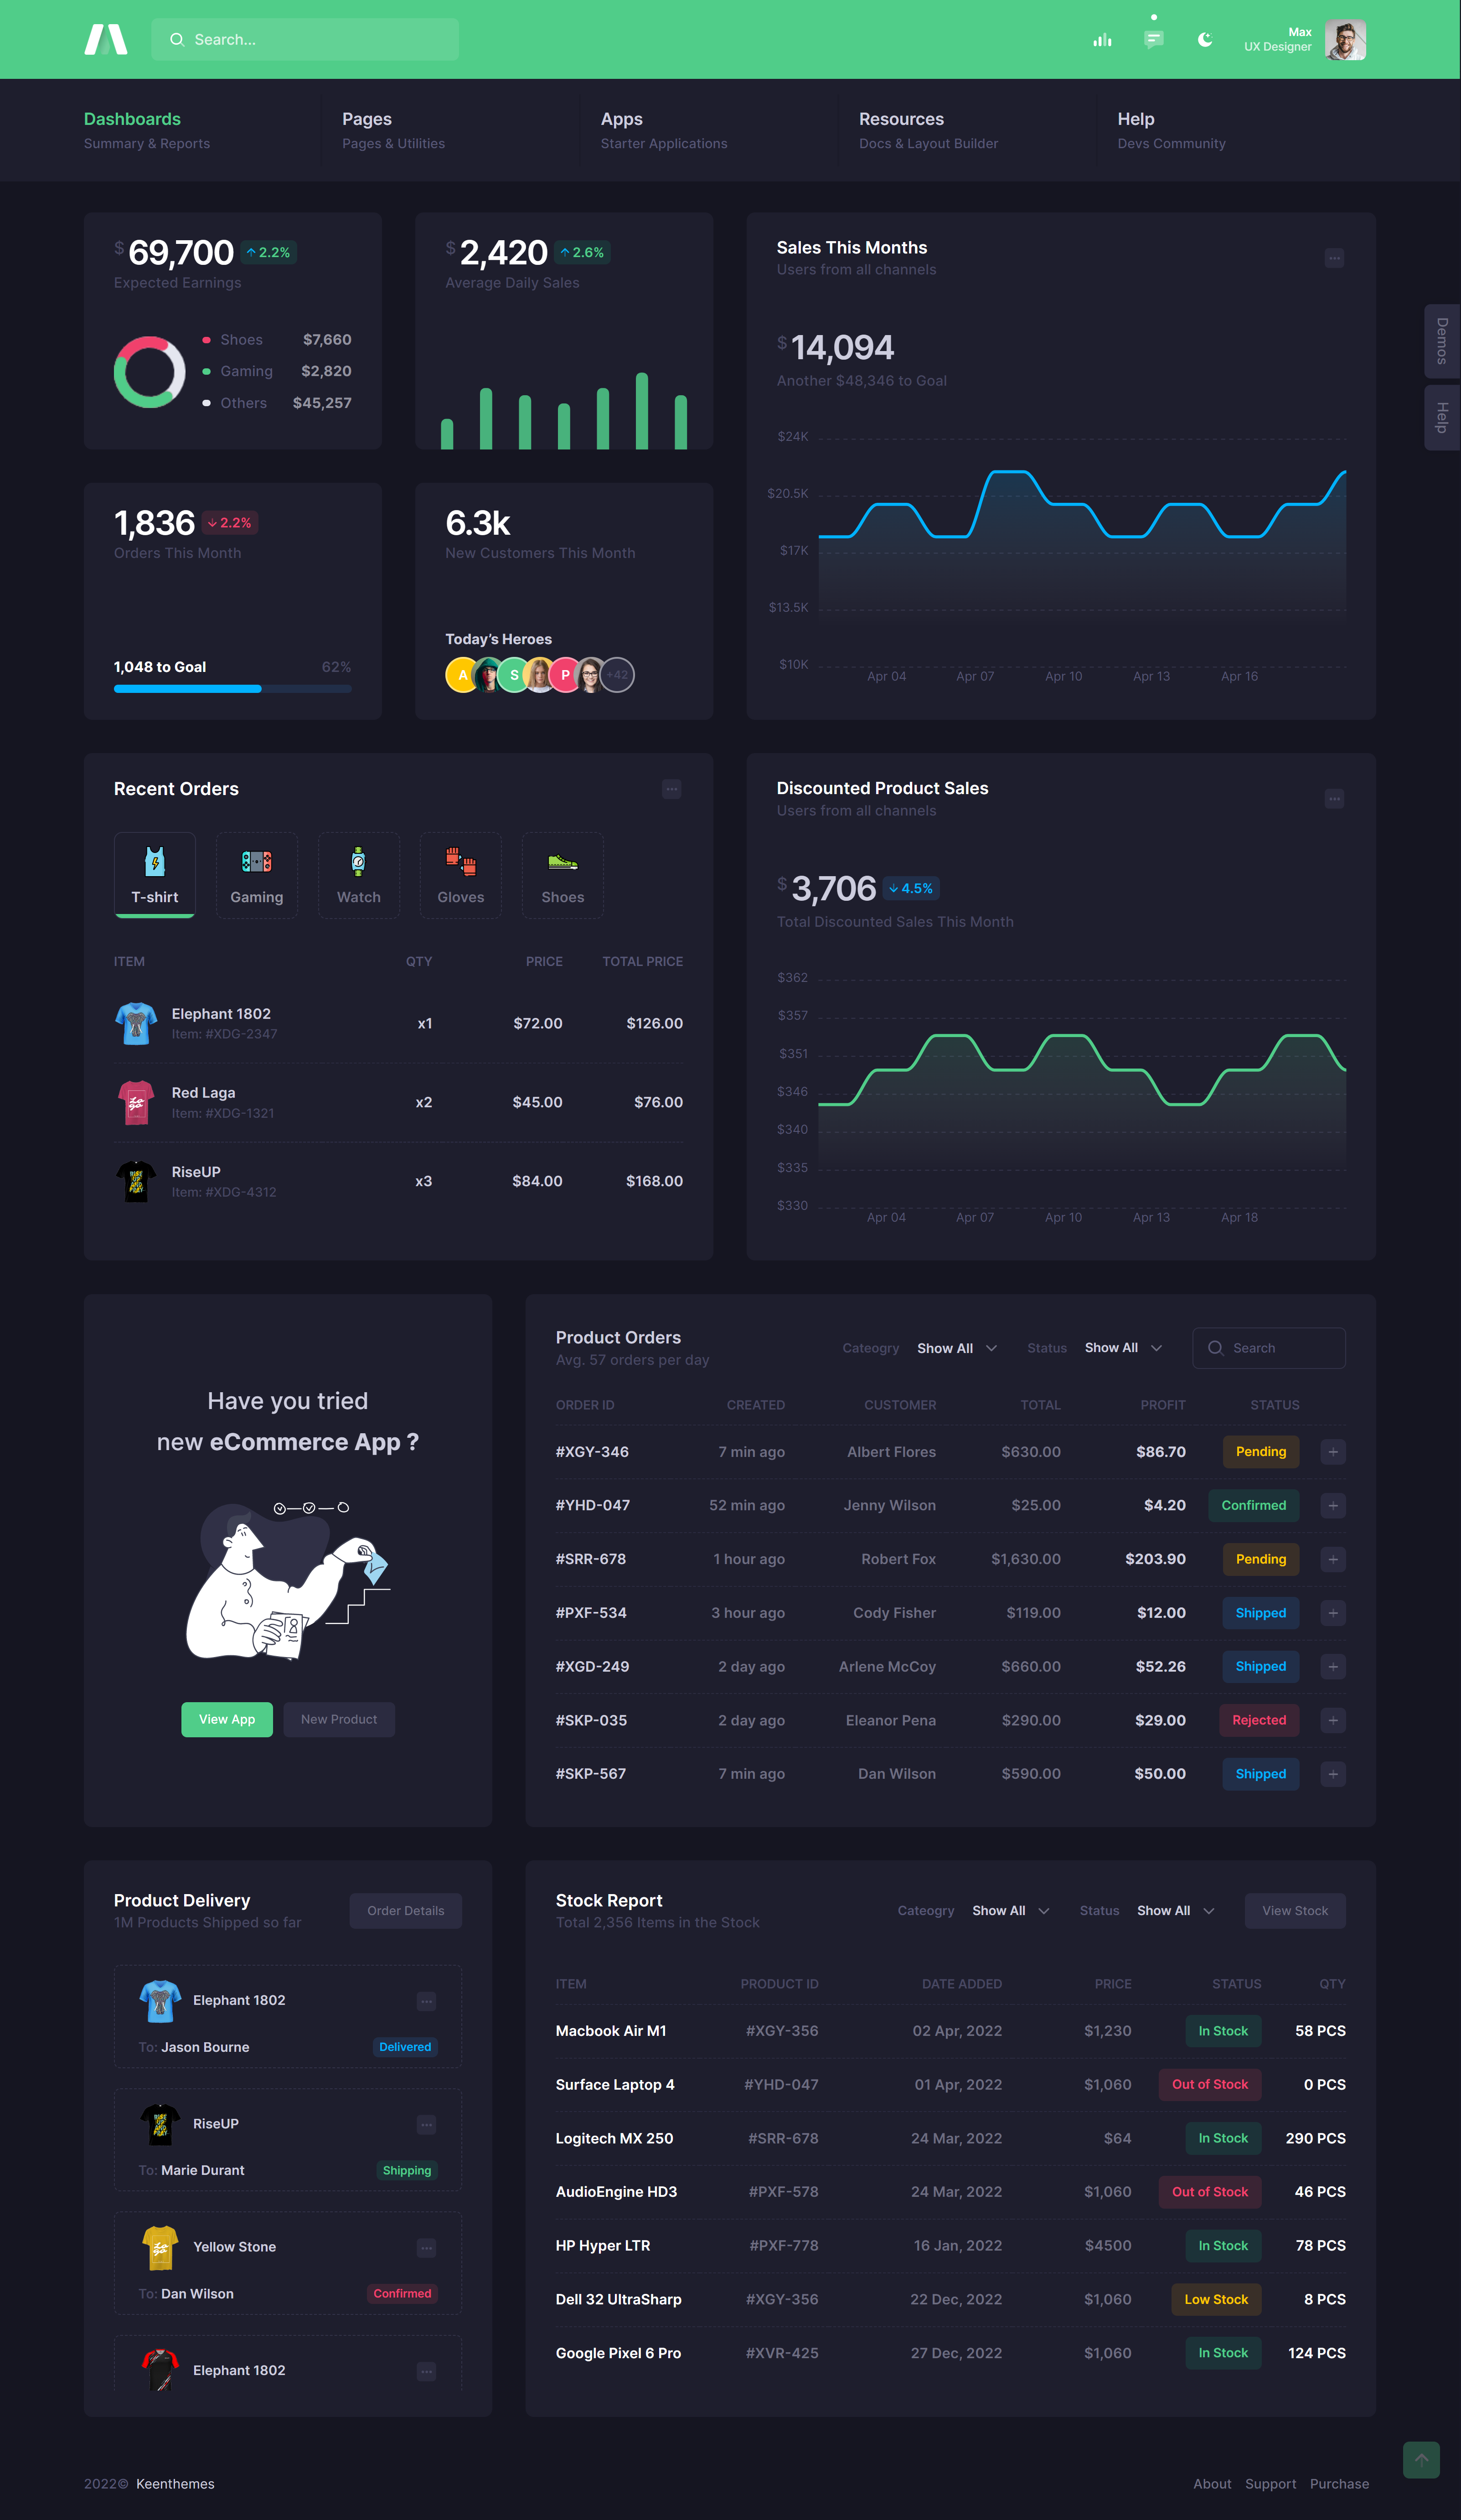 Search...
Max
UX Designer
Dashboards
Summary & Reports
Pages
Pages & Utilities
Apps
Starter Applications
Resources
Docs & Layout Builder
Help
Devs Community
Demos
Help
$ 69,700 2.2%
Expected Earnings
Shoes $7,660
Gaming $2,820
Others $45,257
$ 2,420 2.6%
Average Daily Sales
Sales This Months
Users from all channels
$ 14,094
Another $48,346 to Goal
$24K
$20.5K
$17K
$13.5K
$10K
Apr 04 Apr 07 Apr 10 Apr 13 Apr 16
1,836 2.2%
Orders This Month
1,048 to Goal 62%
6.3k
New Customers This Month
Today's Heroes
A S P +42
Recent Orders
T-shirt Gaming Watch Gloves Shoes
ITEM QTY PRICE TOTAL PRICE
Elephant 1802
Item: #XDG-2347
x1 $72.00 $126.00
Red Laga
Item: #XDG-1321
x2 $45.00 $76.00
RISE UP AND PLAY
RiseUP
Item: #XDG-4312
x3 $84.00 $168.00
Discounted Product Sales
Users from all channels
$ 3,706 4.5%
Total Discounted Sales This Month
$362
$357
$351
$346
$340
$335
$330
Apr 04 Apr 07 Apr 10 Apr 13 Apr 18
Have you tried
new eCommerce App ?
View App New Product
Product Orders
Avg. 57 orders per day
Cateogry Show All Status Show All Search
ORDER ID CREATED CUSTOMER TOTAL PROFIT STATUS
#XGY-346 7 min ago Albert Flores $630.00 $86.70 Pending
#YHD-047 52 min ago Jenny Wilson $25.00 $4.20 Confirmed
#SRR-678 1 hour ago Robert Fox $1,630.00 $203.90 Pending
#PXF-534 3 hour ago Cody Fisher $119.00 $12.00 Shipped
#XGD-249 2 day ago Arlene McCoy $660.00 $52.26 Shipped
#SKP-035 2 day ago Eleanor Pena $290.00 $29.00 Rejected
#SKP-567 7 min ago Dan Wilson $590.00 $50.00 Shipped
Product Delivery
1M Products Shipped so far
Order Details
Elephant 1802
To: Jason Bourne Delivered
RISE UP AND PLAY
RiseUP
To: Marie Durant Shipping
Yellow Stone
To: Dan Wilson Confirmed
Elephant 1802
Stock Report
Total 2,356 Items in the Stock
Cateogry Show All Status Show All View Stock
ITEM PRODUCT ID DATE ADDED PRICE STATUS QTY
Macbook Air M1 #XGY-356 02 Apr, 2022 $1,230 In Stock 58 PCS
Surface Laptop 4 #YHD-047 01 Apr, 2022 $1,060 Out of Stock 0 PCS
Logitech MX 250 #SRR-678 24 Mar, 2022 $64 In Stock 290 PCS
AudioEngine HD3 #PXF-578 24 Mar, 2022 $1,060 Out of Stock 46 PCS
HP Hyper LTR #PXF-778 16 Jan, 2022 $4500 In Stock 78 PCS
Dell 32 UltraSharp #XGY-356 22 Dec, 2022 $1,060 Low Stock 8 PCS
Google Pixel 6 Pro #XVR-425 27 Dec, 2022 $1,060 In Stock 124 PCS
2022© Keenthemes
About Support Purchase